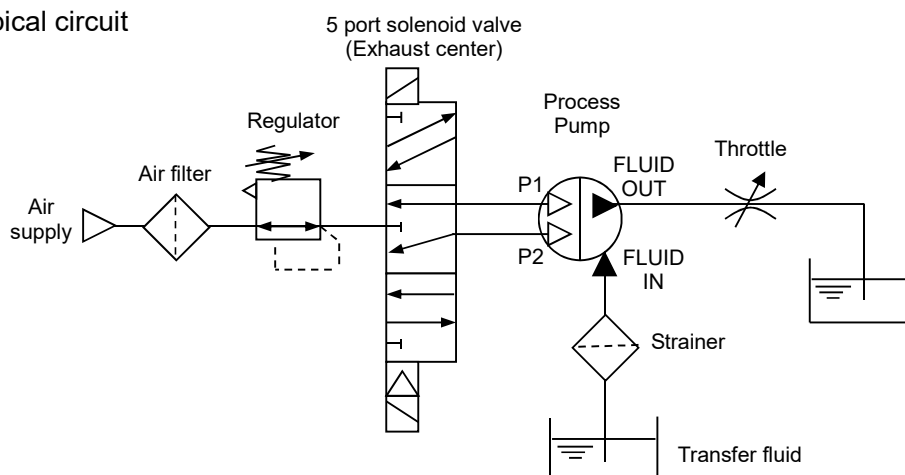 pical circuit
5 port solenoid valve
(Exhaust center)
Process
Pump
Regulator
Air filter
Air
supply
P1
P2
FLUID
OUT
Throttle
FLUID
IN
Strainer
Transfer fluid